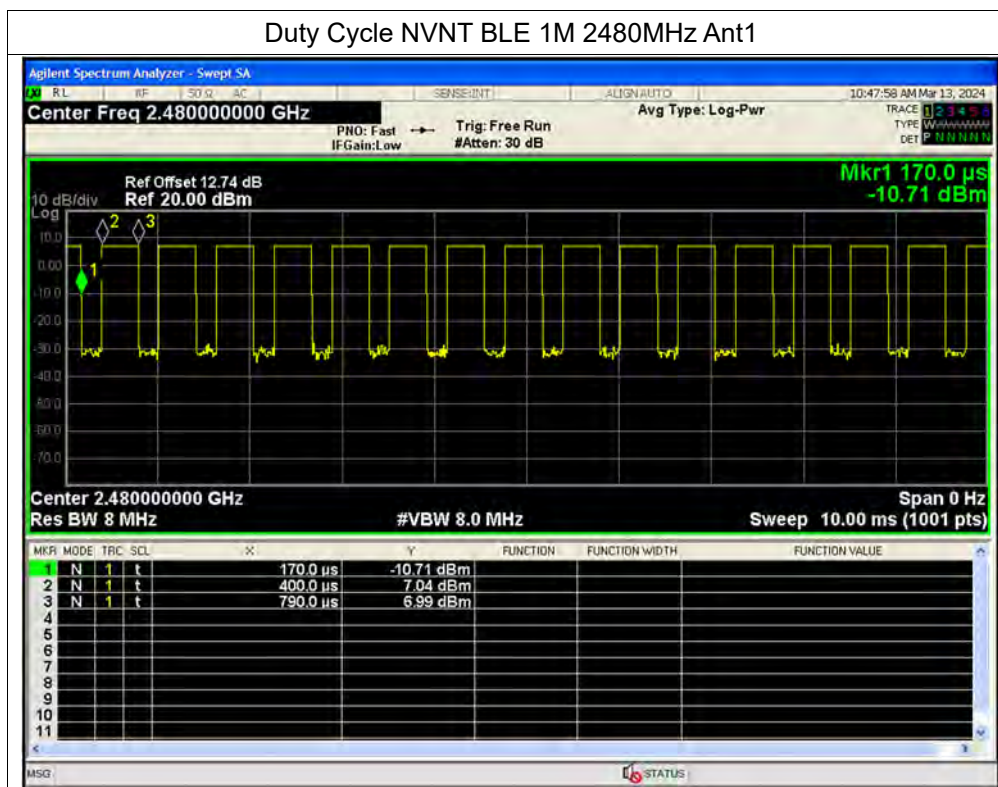 Duty Cycle NVNT BLE 1M 2480MHz Ant1
Agilent Spectrum Analyzer - Swept SA
RL RF 50 Ω AC SENSE:INT ALIGNAUTO 10:47:58 AM Mar 13, 2024
Center Freq 2.480000000 GHz Avg Type: Log-Pwr TRACE 1 2 3 4 5 6
PNO: Fast Trig: Free Run TYPE
IFGain:Low #Atten: 30 dB DET P N N N N N
Mkr1 170.0 µs
Ref Offset 12.74 dB
10 dB/div Ref 20.00 dBm -10.71 dBm
Log
2 3
10.0
0.00
1
-10.0
-20.0
-30.0
-40.0
-50.0
-60.0
-70.0
Center 2.480000000 GHz Span 0 Hz
Res BW 8 MHz #VBW 8.0 MHz Sweep 10.00 ms (1001 pts)
MKR MODE TRC SCL X Y FUNCTION FUNCTION WIDTH FUNCTION VALUE
1 N 1 t 170.0 µs -10.71 dBm
2 N 1 t 400.0 µs 7.04 dBm
3 N 1 t 790.0 µs 6.99 dBm
4
5
6
7
8
9
10
11
MSG STATUS